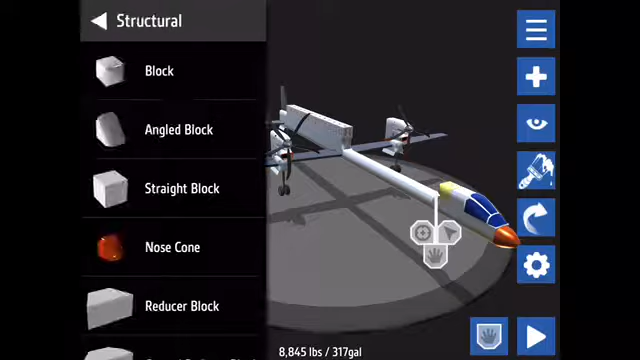 Structural
Block
Angled Block
Straight Block
Nose Cone
Reducer Block
8,845 lbs / 317gal